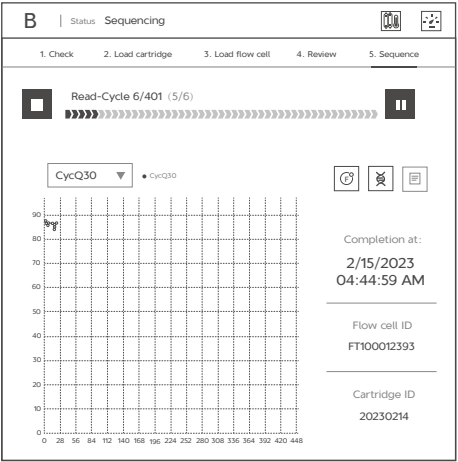 B | Status Sequencing
1. Check 2. Load cartridge 3. Load flow cell 4. Review 5. Sequence
Read-Cycle 6/401 (5/6)
CycQ30 ▼ • CycQ30
F
90
80
70
60
50
40
30
20
10
0
0 28 56 84 112 140 168 196 224 252 280 308 336 364 392 420 448
Completion at:
2/15/2023
04:44:59 AM
Flow cell ID
FT100012393
Cartridge ID
20230214